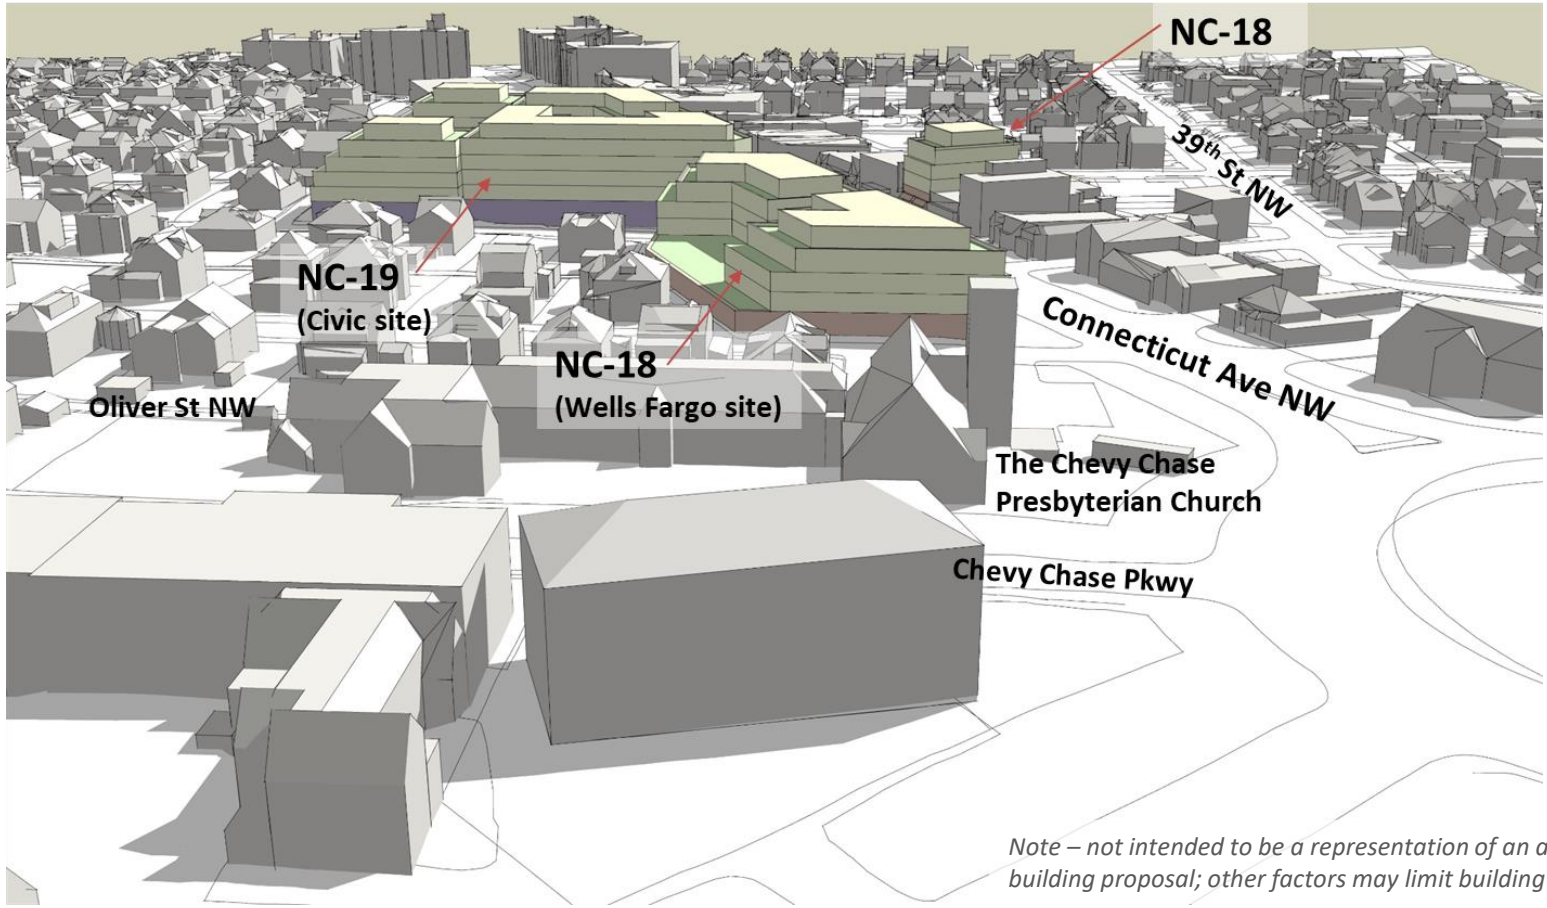 NC-18
39th St NW
NC-19
(Civic site)
NC-18
(Wells Fargo site)
Connecticut Ave NW
Oliver St NW
The Chevy Chase
Presbyterian Church
Chevy Chase Pkwy
Note – not intended to be a representation of an a
building proposal; other factors may limit building